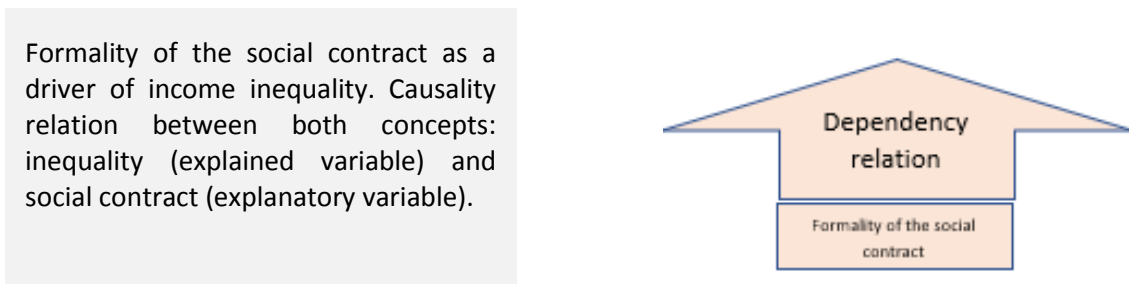 Formality of the social contract as a
driver of income inequality. Causality
relation between both concepts:
inequality (explained variable) and
social contract (explanatory variable).
Dependency
relation
Formality of the social
contract